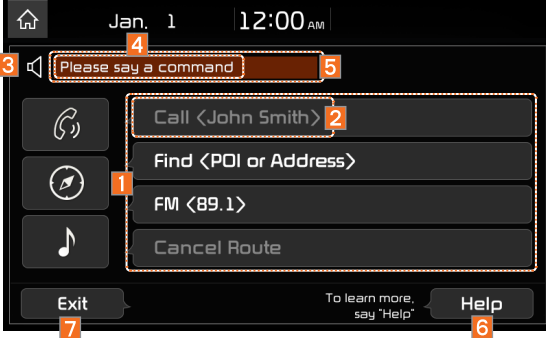 Jan. 1 12:00 AM
4
3 Please say a command 5
Call <John Smith> 2
Find <POI or Address>
1
FM <89.1>
Cancel Route
Exit
To learn more,
say "Help"
Help
7
6